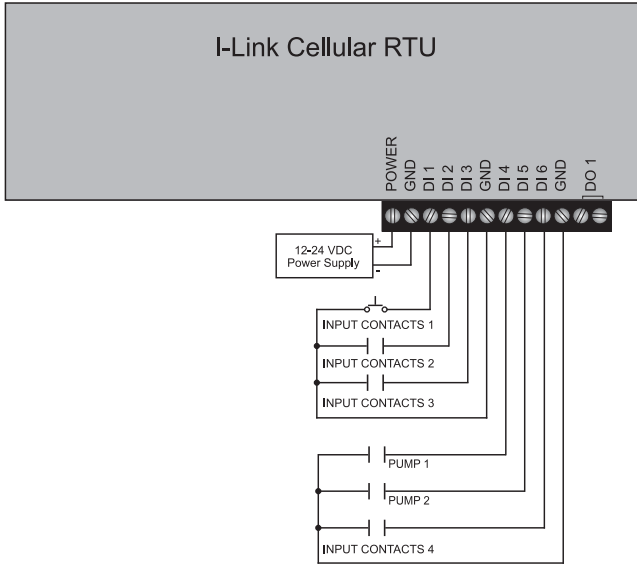 I-Link Cellular RTU
POWER
GND
DI 1
DI 2
DI 3
GND
DI 4
DI 5
DI 6
GND
DO 1
12-24 VDC
Power Supply
+
-
INPUT CONTACTS 1
INPUT CONTACTS 2
INPUT CONTACTS 3
PUMP 1
PUMP 2
INPUT CONTACTS 4